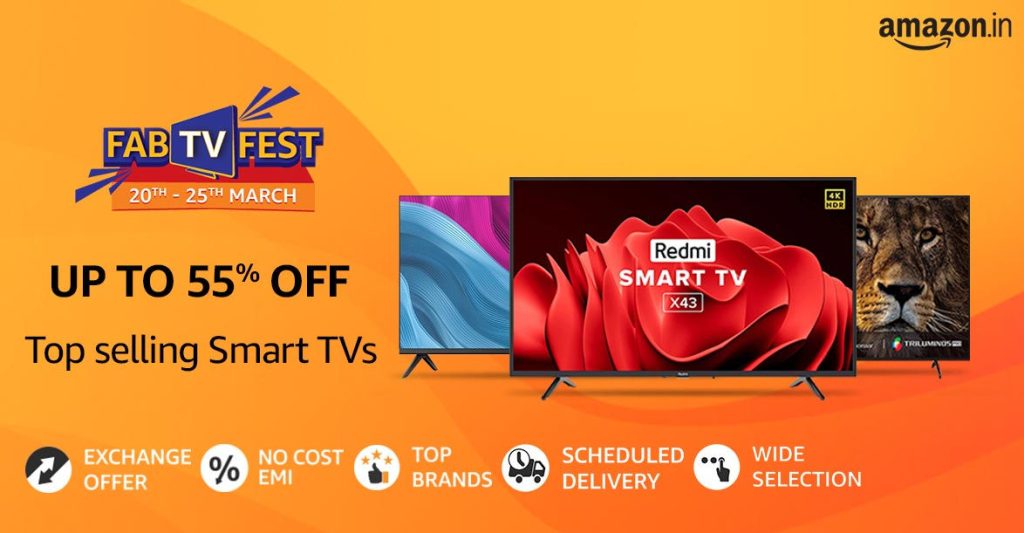 amazon.in
FAB TV FEST
20TH - 25TH MARCH
UP TO 55% OFF
Top selling Smart TVs
4K
HDR
Redmi
SMART TV
X43
TRILUMINOS
Redmi
EXCHANGE
OFFER
NO COST
EMI
TOP
BRANDS
SCHEDULED
DELIVERY
WIDE
SELECTION